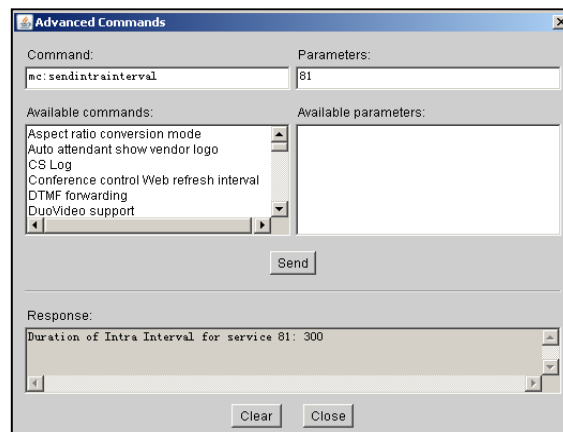 Advanced Commands
Command:
Parameters:
mc:sendintrainterval
81
Available commands:
Available parameters:
Aspect ratio conversion mode
Auto attendant show vendor logo
CS Log
Conference control Web refresh interval
DTMF forwarding
DuoVideo support
Send
Response:
Duration of Intra Interval for service 81: 300
Clear
Close